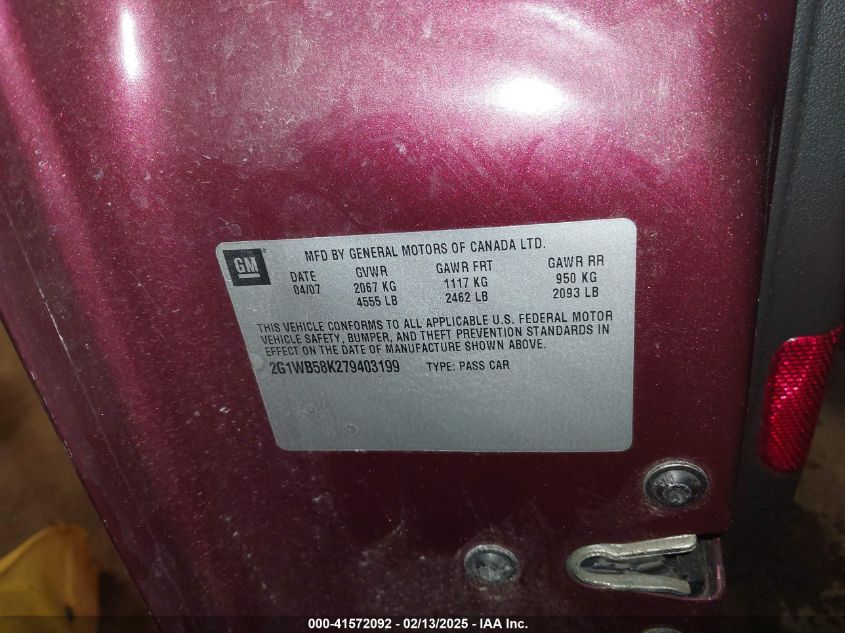 GM
MFD BY GENERAL MOTORS OF CANADA LTD.
DATE GVWR GAWR FRT GAWR RR
04/07 2067 KG 1117 KG 950 KG
4555 LB 2462 LB 2093 LB
THIS VEHICLE CONFORMS TO ALL APPLICABLE U.S. FEDERAL MOTOR
VEHICLE SAFETY, BUMPER, AND THEFT PREVENTION STANDARDS IN
EFFECT ON THE DATE OF MANUFACTURE SHOWN ABOVE.
2G1WB58K279403199 TYPE: PASS CAR
000-41572092 - 02/13/2025 - IAA Inc.